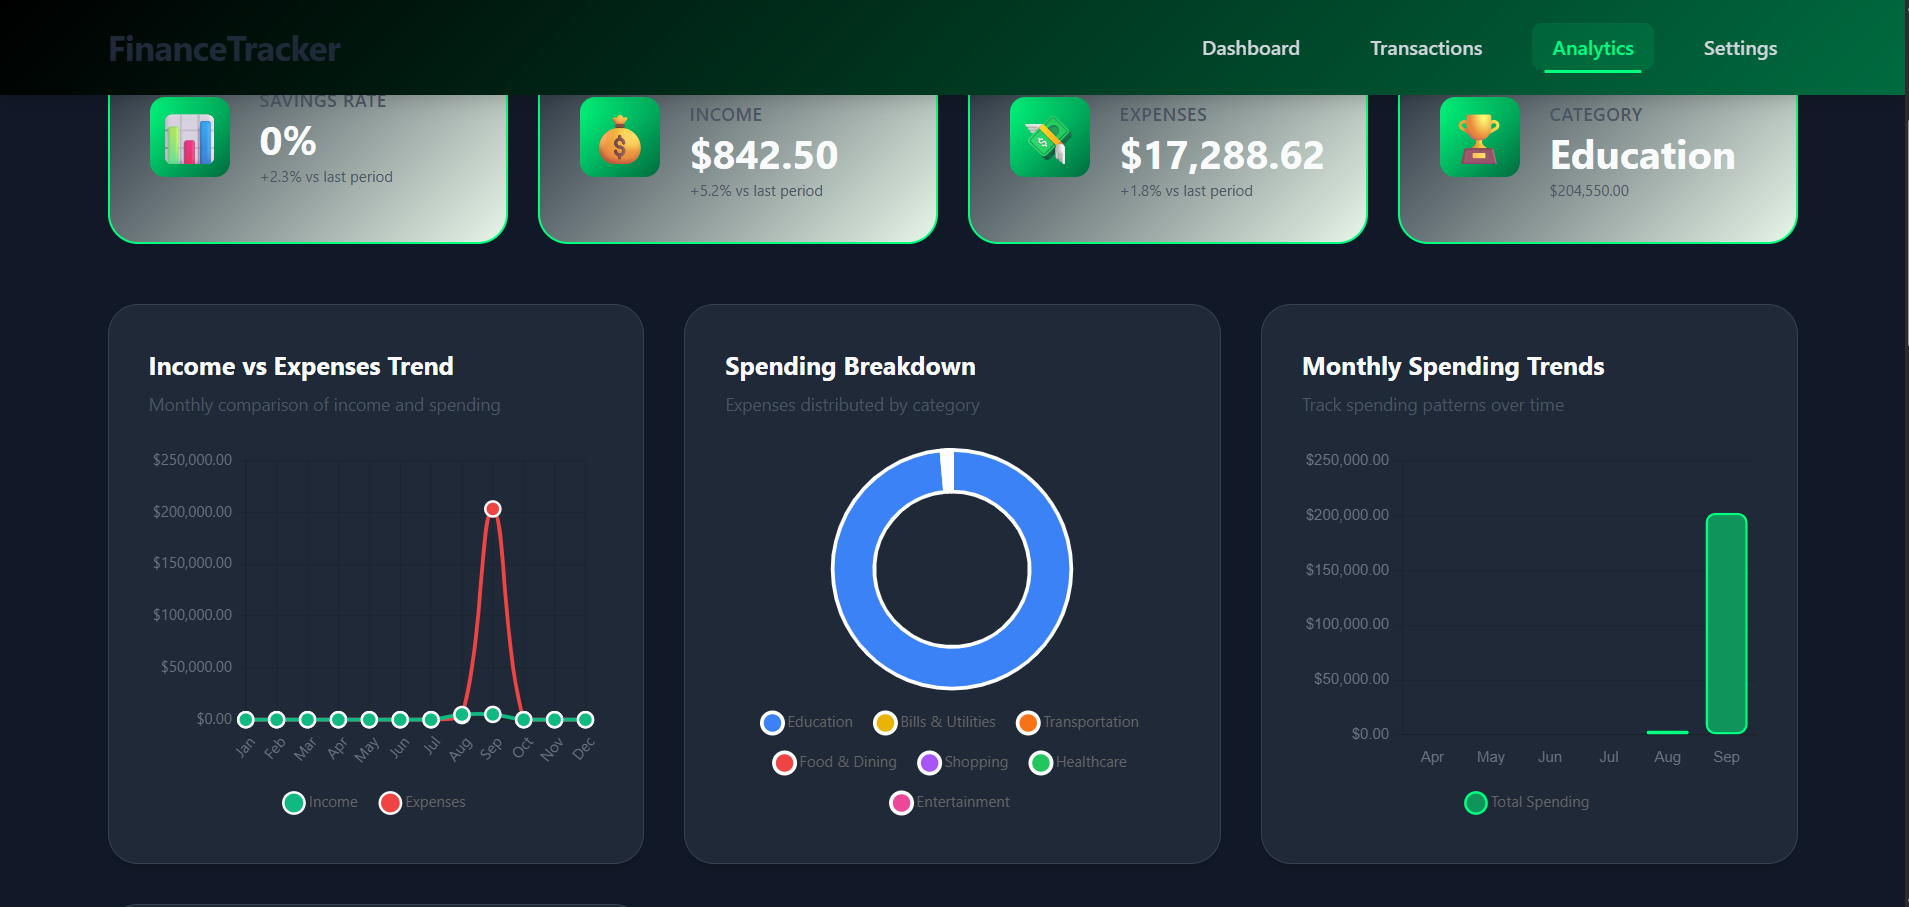 FinanceTracker
Dashboard
Transactions
Analytics
Settings
SAVINGS RATE
0%
+2.3% vs last period
INCOME
$842.50
+5.2% vs last period
EXPENSES
$17,288.62
+1.8% vs last period
CATEGORY
Education
$204,550.00
Income vs Expenses Trend
Monthly comparison of income and spending
$250,000.00
$200,000.00
$150,000.00
$100,000.00
$50,000.00
$0.00
Jan
Feb
Mar
Apr
May
Jun
Jul
Aug
Sep
Oct
Nov
Dec
Income
Expenses
Spending Breakdown
Expenses distributed by category
Education
Bills & Utilities
Transportation
Food & Dining
Shopping
Healthcare
Entertainment
Monthly Spending Trends
Track spending patterns over time
$250,000.00
$200,000.00
$150,000.00
$100,000.00
$50,000.00
$0.00
Apr
May
Jun
Jul
Aug
Sep
Total Spending